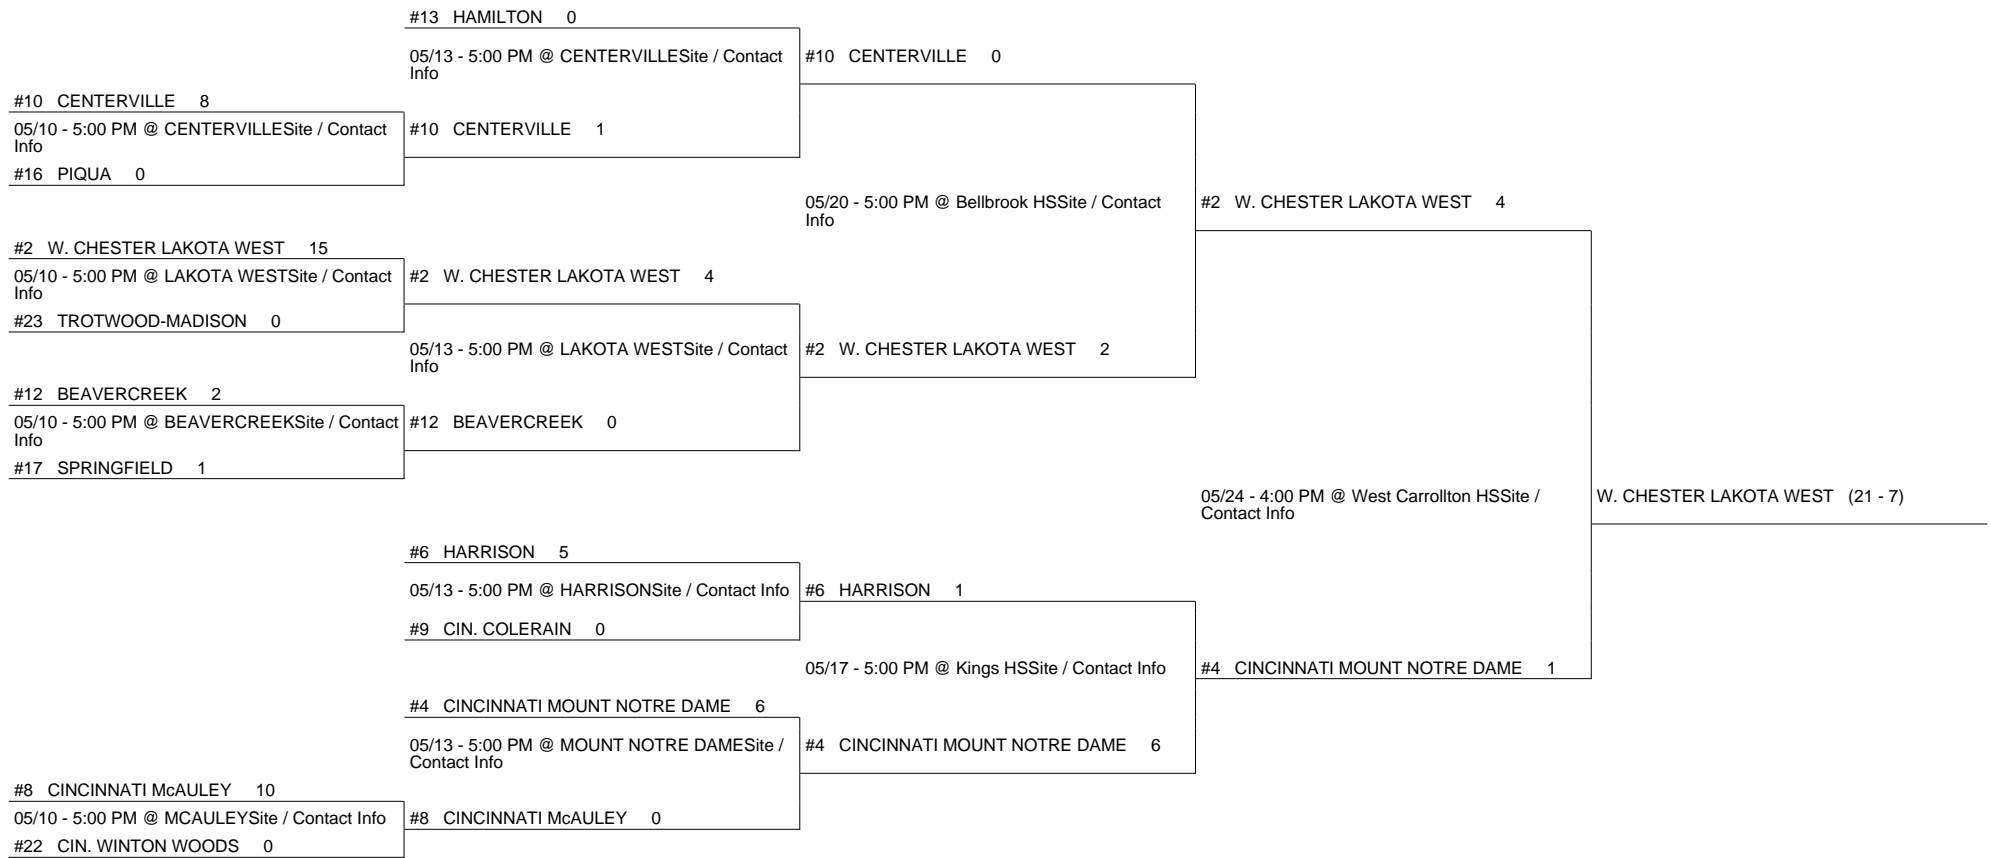 #13 HAMILTON 0
05/13 - 5:00 PM @ CENTERVILLESite / Contact
Info
#10 CENTERVILLE 0
#10 CENTERVILLE 8
05/10 - 5:00 PM @ CENTERVILLESite / Contact
Info
#10 CENTERVILLE 1
#16 PIQUA 0
05/20 - 5:00 PM @ Bellbrook HSSite / Contact
Info
#2 W. CHESTER LAKOTA WEST 4
#2 W. CHESTER LAKOTA WEST 15
05/10 - 5:00 PM @ LAKOTA WESTSite / Contact
Info
#2 W. CHESTER LAKOTA WEST 4
#23 TROTWOOD-MADISON 0
05/13 - 5:00 PM @ LAKOTA WESTSite / Contact
Info
#2 W. CHESTER LAKOTA WEST 2
#12 BEAVERCREEK 2
05/10 - 5:00 PM @ BEAVERCREEKSite / Contact
Info
#12 BEAVERCREEK 0
#17 SPRINGFIELD 1
05/24 - 4:00 PM @ West Carrollton HSSite /
Contact Info
W. CHESTER LAKOTA WEST (21 - 7)
#6 HARRISON 5
05/13 - 5:00 PM @ HARRISONSite / Contact Info
#6 HARRISON 1
#9 CIN. COLERAIN 0
05/17 - 5:00 PM @ Kings HSSite / Contact Info
#4 CINCINNATI MOUNT NOTRE DAME 1
#4 CINCINNATI MOUNT NOTRE DAME 6
05/13 - 5:00 PM @ MOUNT NOTRE DAMESite /
Contact Info
#4 CINCINNATI MOUNT NOTRE DAME 6
#8 CINCINNATI McAULEY 10
05/10 - 5:00 PM @ MCAULEYSite / Contact Info
#8 CINCINNATI McAULEY 0
#22 CIN. WINTON WOODS 0